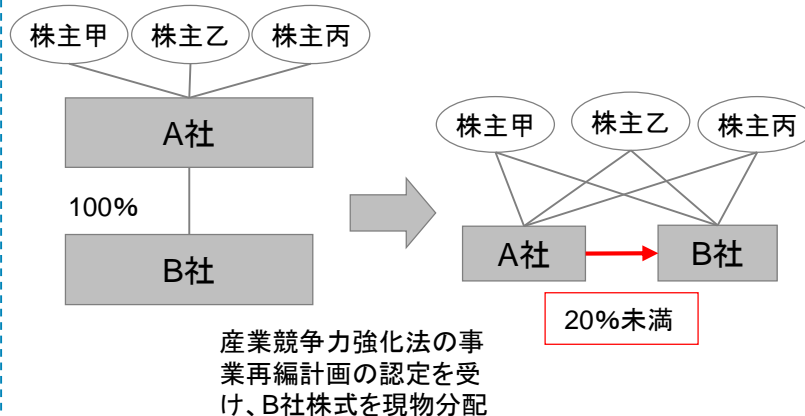 株主甲
株主乙
株主丙
A社
100%
B社
株主甲
株主乙
株主丙
A社
B社
20%未満
産業競争力強化法の事
業再編計画の認定を受
け、B社株式を現物分配